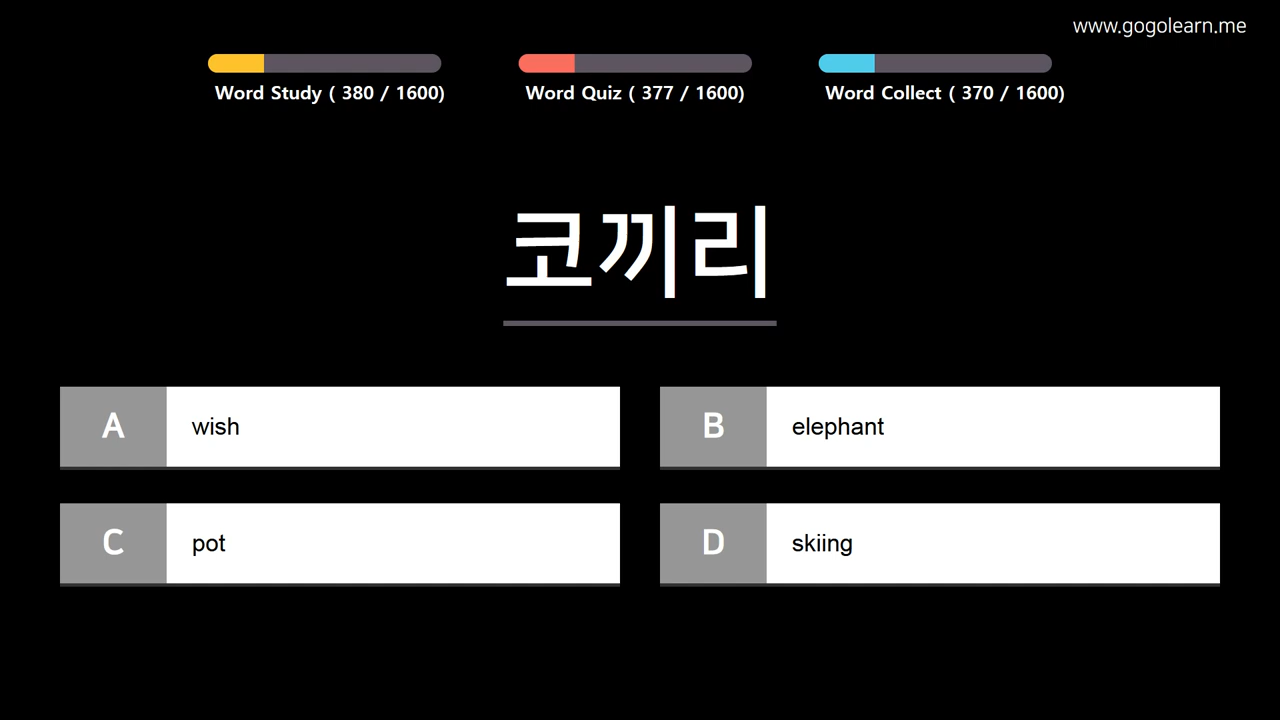 www.gogolearn.me
Word Study ( 380 / 1600)
Word Quiz ( 377 / 1600)
Word Collect ( 370 / 1600)
코끼리
A wish
B elephant
C pot
D skiing